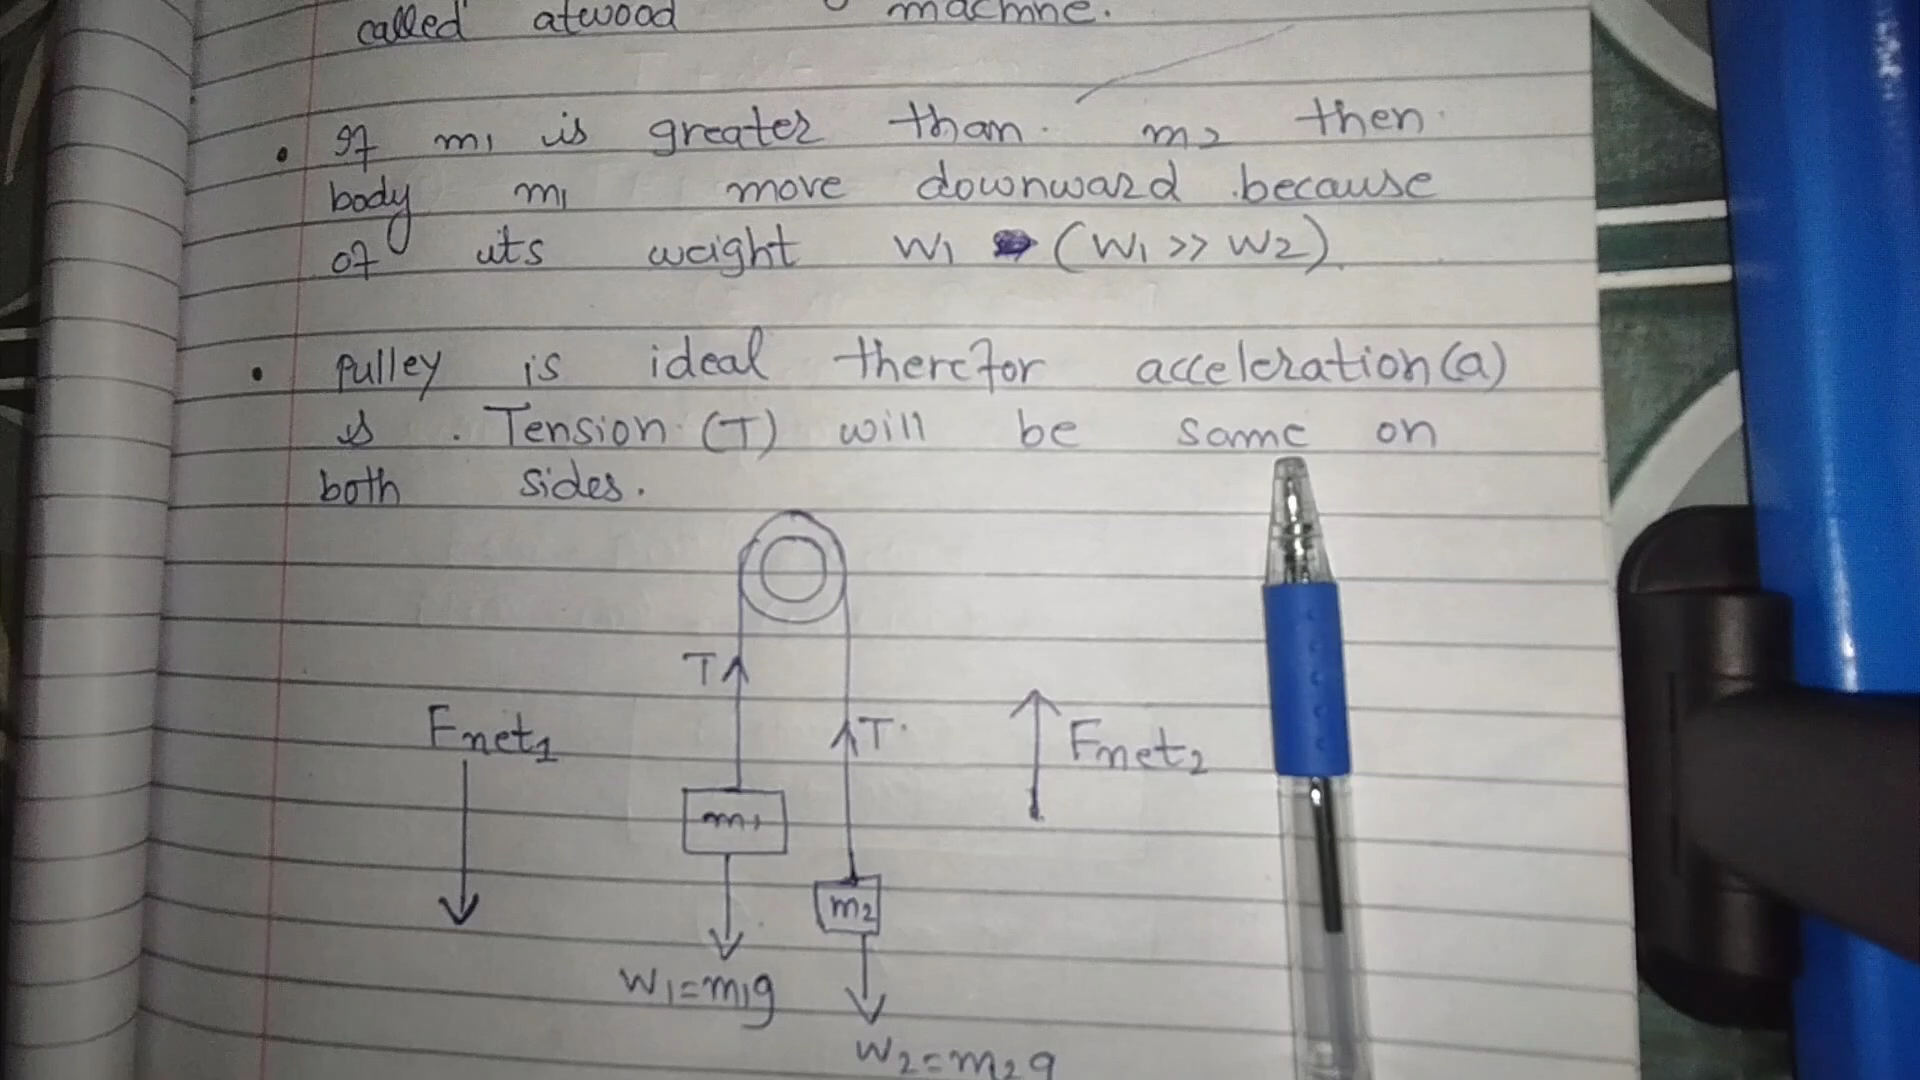 called atwood machine.
• If m1 is greater than m2 then
body m1 move downward because
of its weight W1 (W1 >> W2).
• Pulley is ideal therefor acceleration(a)
is . Tension (T) will be same on
both sides.
T
Fnet1
T
Fnet2
m1
m2
W1=m1g
W2=m2g